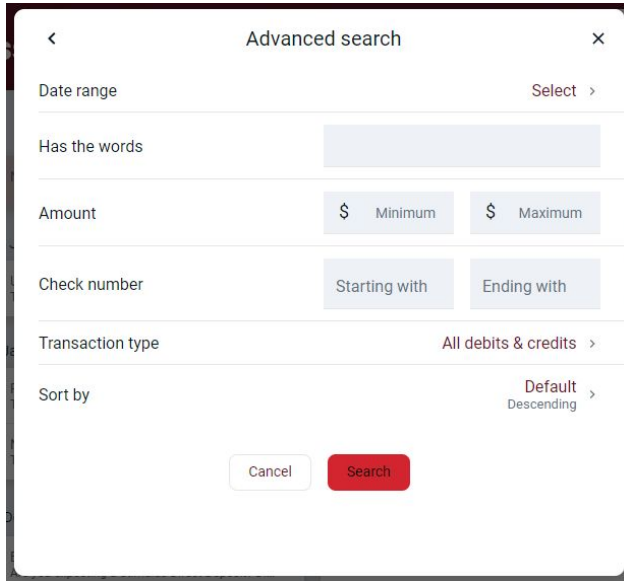 Advanced search
Date range
Select
Has the words
Amount
$ Minimum
$ Maximum
Check number
Starting with
Ending with
Transaction type
All debits & credits
Sort by
Default
Descending
Cancel
Search